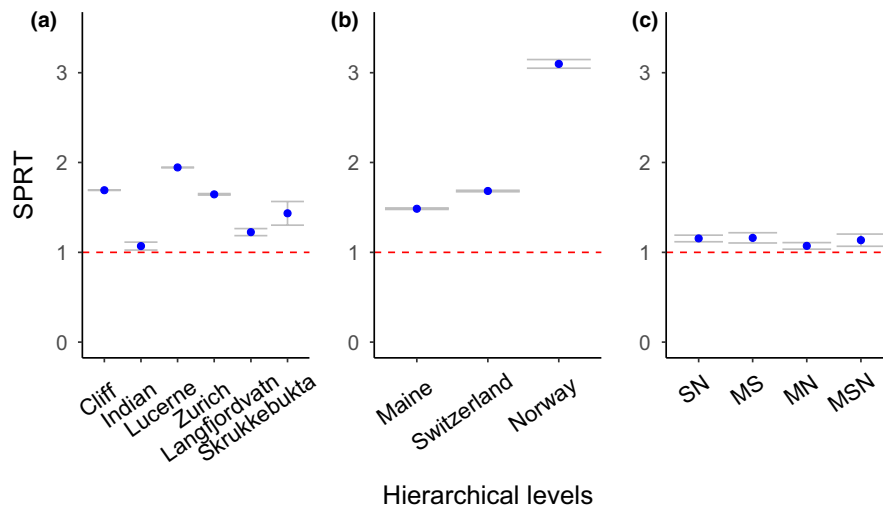 (a)
(b)
(c)
SPRT
3
2
1
0
Cliff
Indian
Lucerne
Zurich
Langfjordvatn
Skrukkebukta
3
2
1
0
Maine
Switzerland
Norway
3
2
1
0
SN
MS
MN
MSN
Hierarchical levels